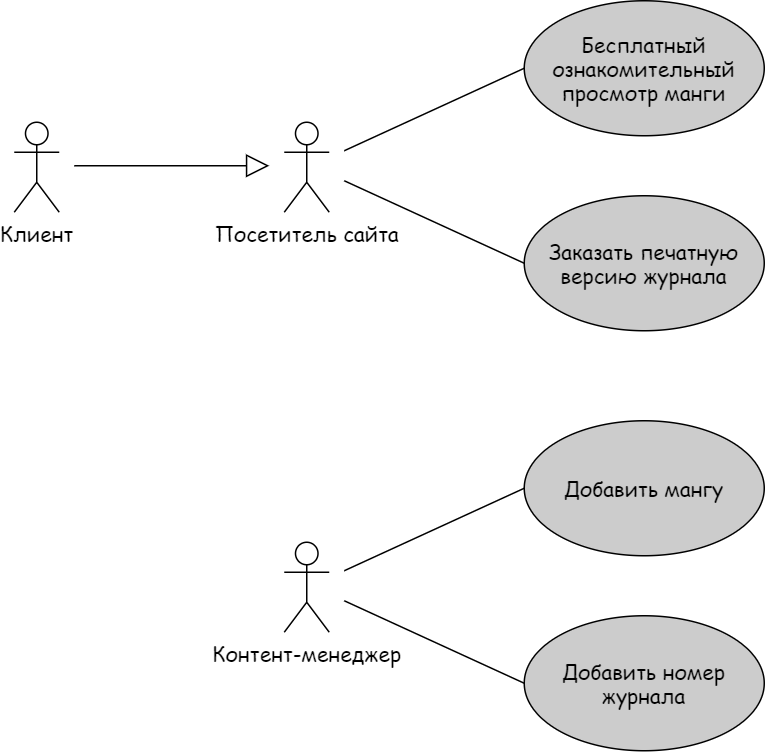 Бесплатный
ознакомительный
просмотр манги
Клиент
Посетитель сайта
Заказать печатную
версию журнала
Добавить мангу
Контент-менеджер
Добавить номер
журнала